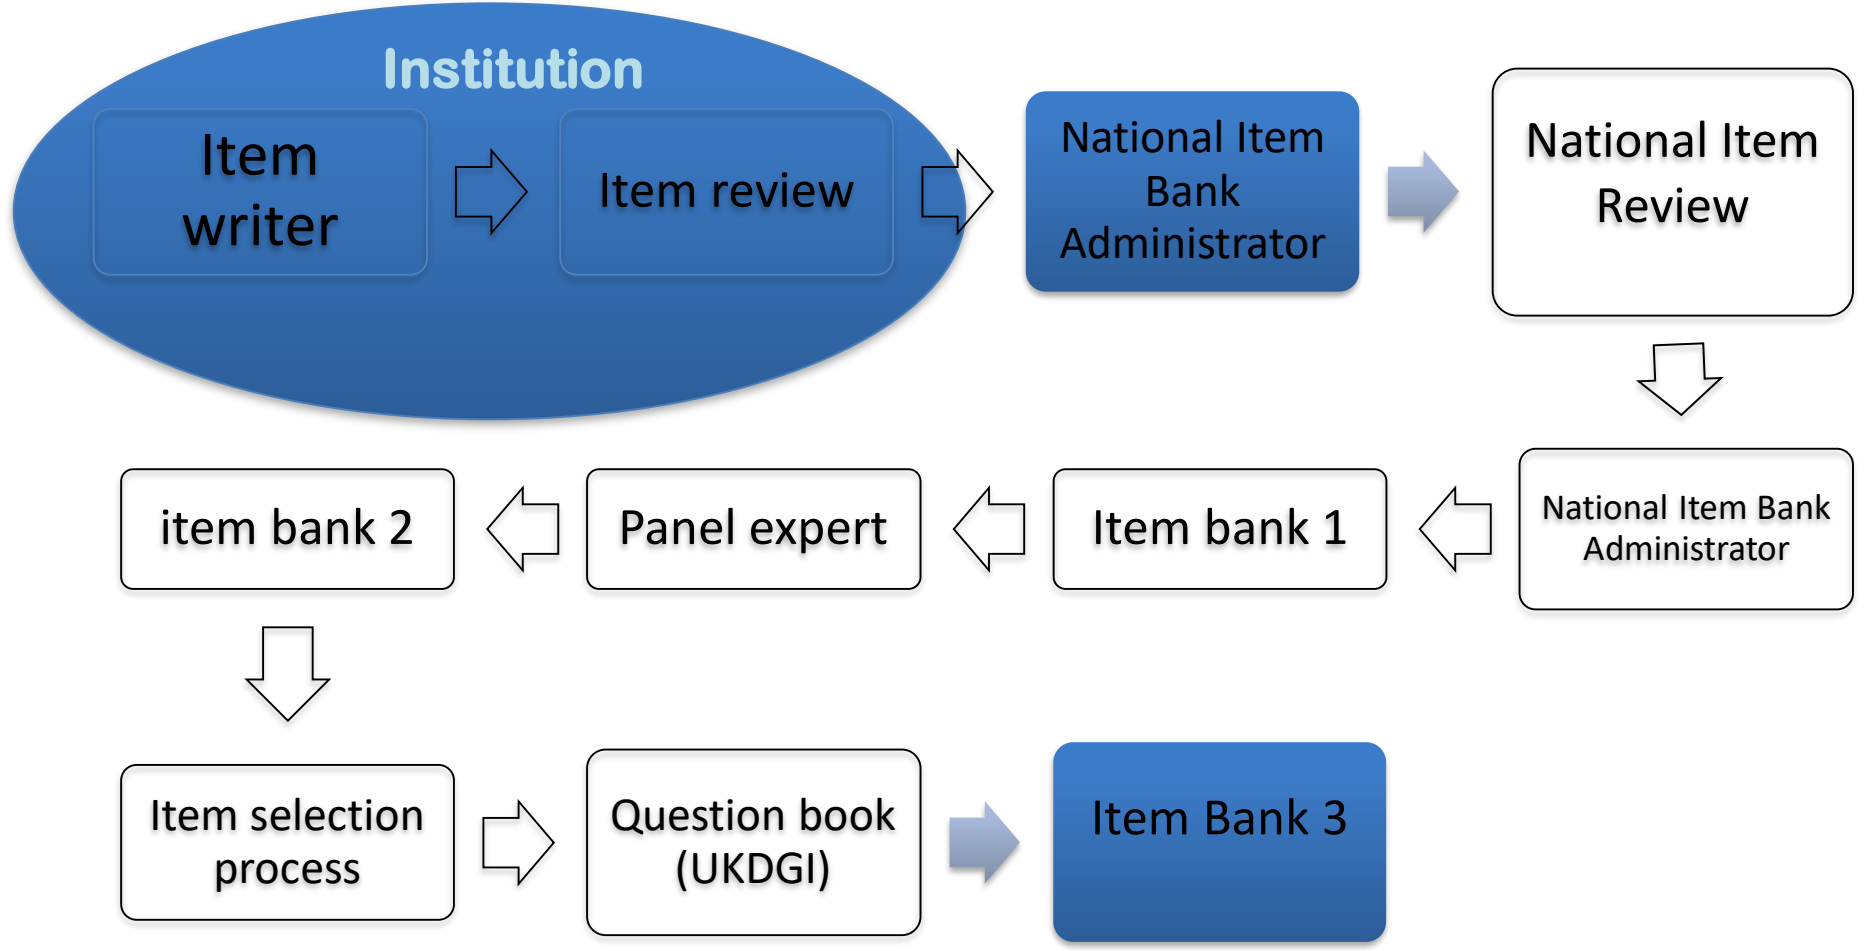 Institution
Item
writer
Item review
National Item
Bank
Administrator
National Item
Review
National Item Bank
Administrator
Item bank 1
Panel expert
item bank 2
Item selection
process
Question book
(UKDGI)
Item Bank 3